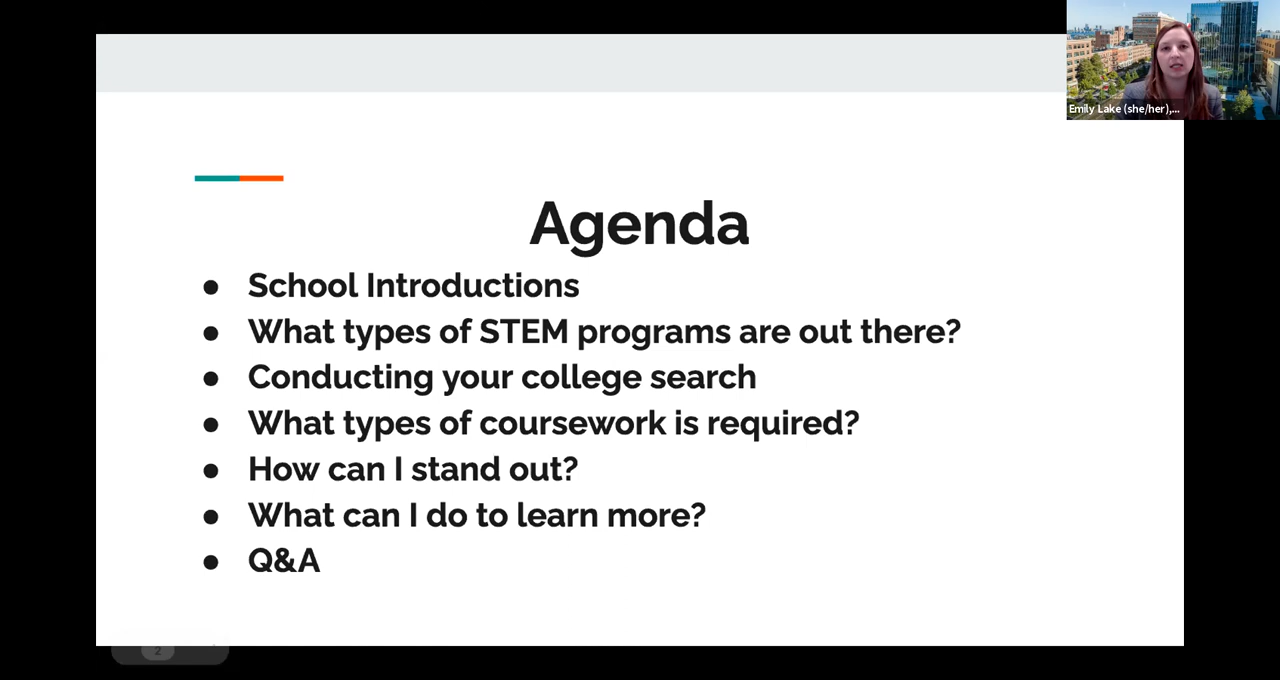 Emily Lake (she/her),...
Agenda
● School Introductions
● What types of STEM programs are out there?
● Conducting your college search
● What types of coursework is required?
● How can I stand out?
● What can I do to learn more?
● Q&A
2